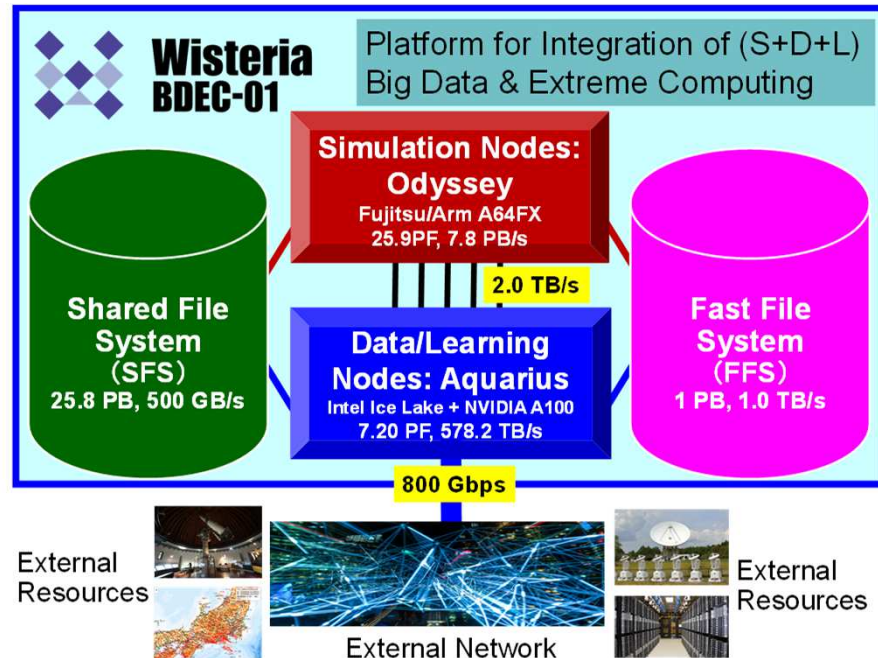 Wisteria
BDEC-01
Platform for Integration of (S+D+L)
Big Data & Extreme Computing
Simulation Nodes:
Odyssey
Fujitsu/Arm A64FX
25.9PF, 7.8 PB/s
2.0 TB/s
Shared File
System
(SFS)
25.8 PB, 500 GB/s
Data/Learning
Nodes: Aquarius
Intel Ice Lake + NVIDIA A100
7.20 PF, 578.2 TB/s
Fast File
System
(FFS)
1 PB, 1.0 TB/s
800 Gbps
External
Resources
External Network
External
Resources